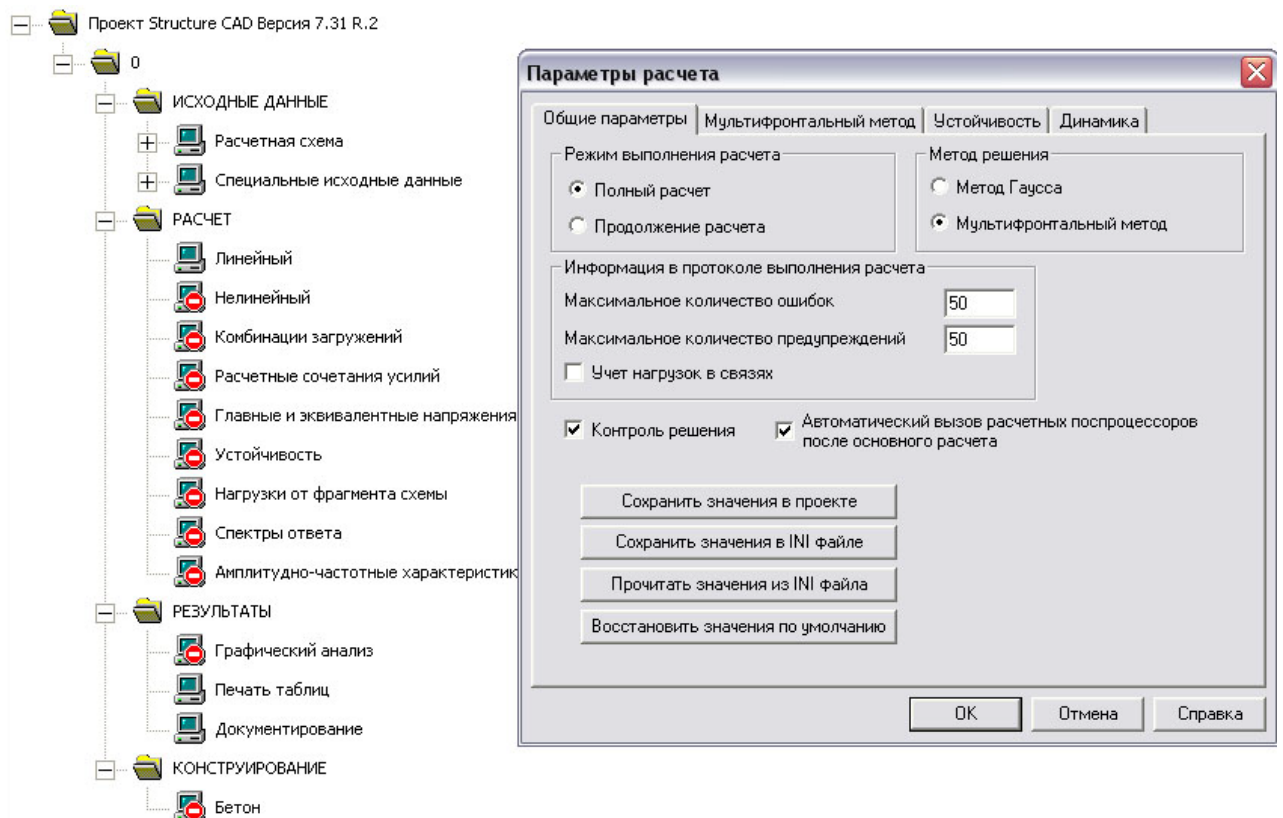 Проект Structure CAD Версия 7.31 R.2
0
ИСХОДНЫЕ ДАННЫЕ
Расчетная схема
Специальные исходные данные
РАСЧЕТ
Линейный
Нелинейный
Комбинации загружений
Расчетные сочетания усилий
Главные и эквивалентные напряжения
Устойчивость
Нагрузки от фрагмента схемы
Спектры ответа
Амплитудно-частотные характеристик
РЕЗУЛЬТАТЫ
Графический анализ
Печать таблиц
Документирование
КОНСТРУИРОВАНИЕ
Бетон
Параметры расчета
Общие параметры Мультифронтальный метод Устойчивость Динамика
Режим выполнения расчета
Полный расчет
Продолжение расчета
Метод решения
Метод Гаусса
Мультифронтальный метод
Информация в протоколе выполнения расчета
Максимальное количество ошибок 50
Максимальное количество предупреждений 50
Учет нагрузок в связях
Контроль решения
Автоматический вызов расчетных поспроцессоров
после основного расчета
Сохранить значения в проекте
Сохранить значения в INI файле
Прочитать значения из INI файла
Восстановить значения по умолчанию
OK Отмена Справка